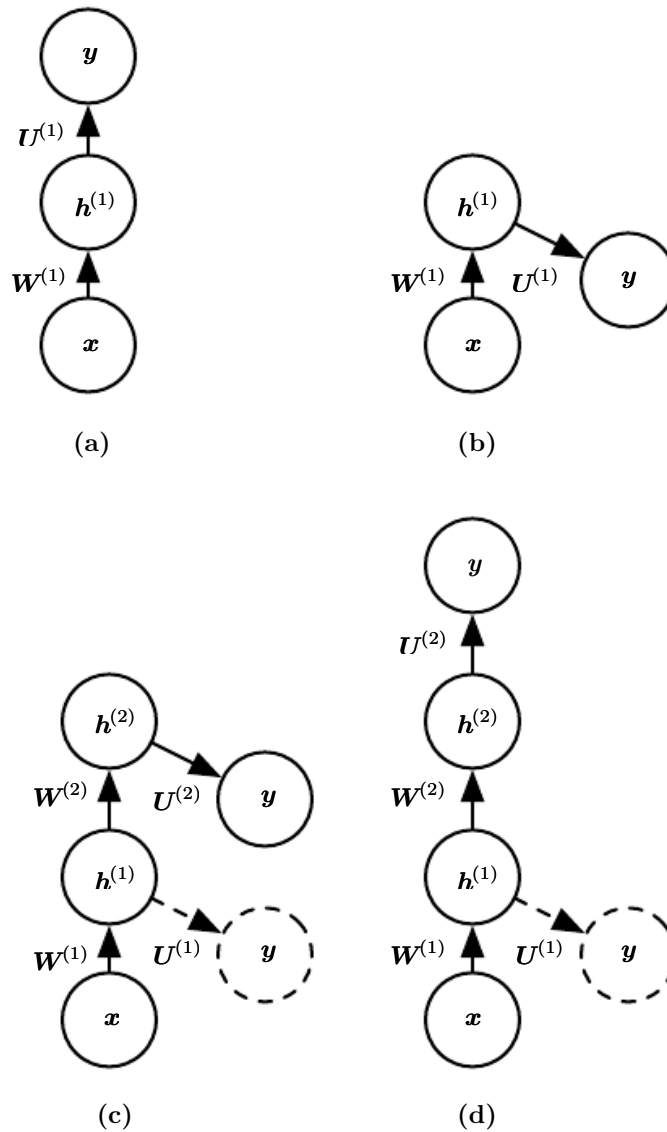 y
U^(1)
h^(1)
W^(1)
x
(a)
h^(1)
W^(1) U^(1) y
x
(b)
h^(2)
W^(2) U^(2) y
h^(1)
W^(1) U^(1) y
x
(c)
y
U^(2)
h^(2)
W^(2)
h^(1)
W^(1) U^(1) y
x
(d)